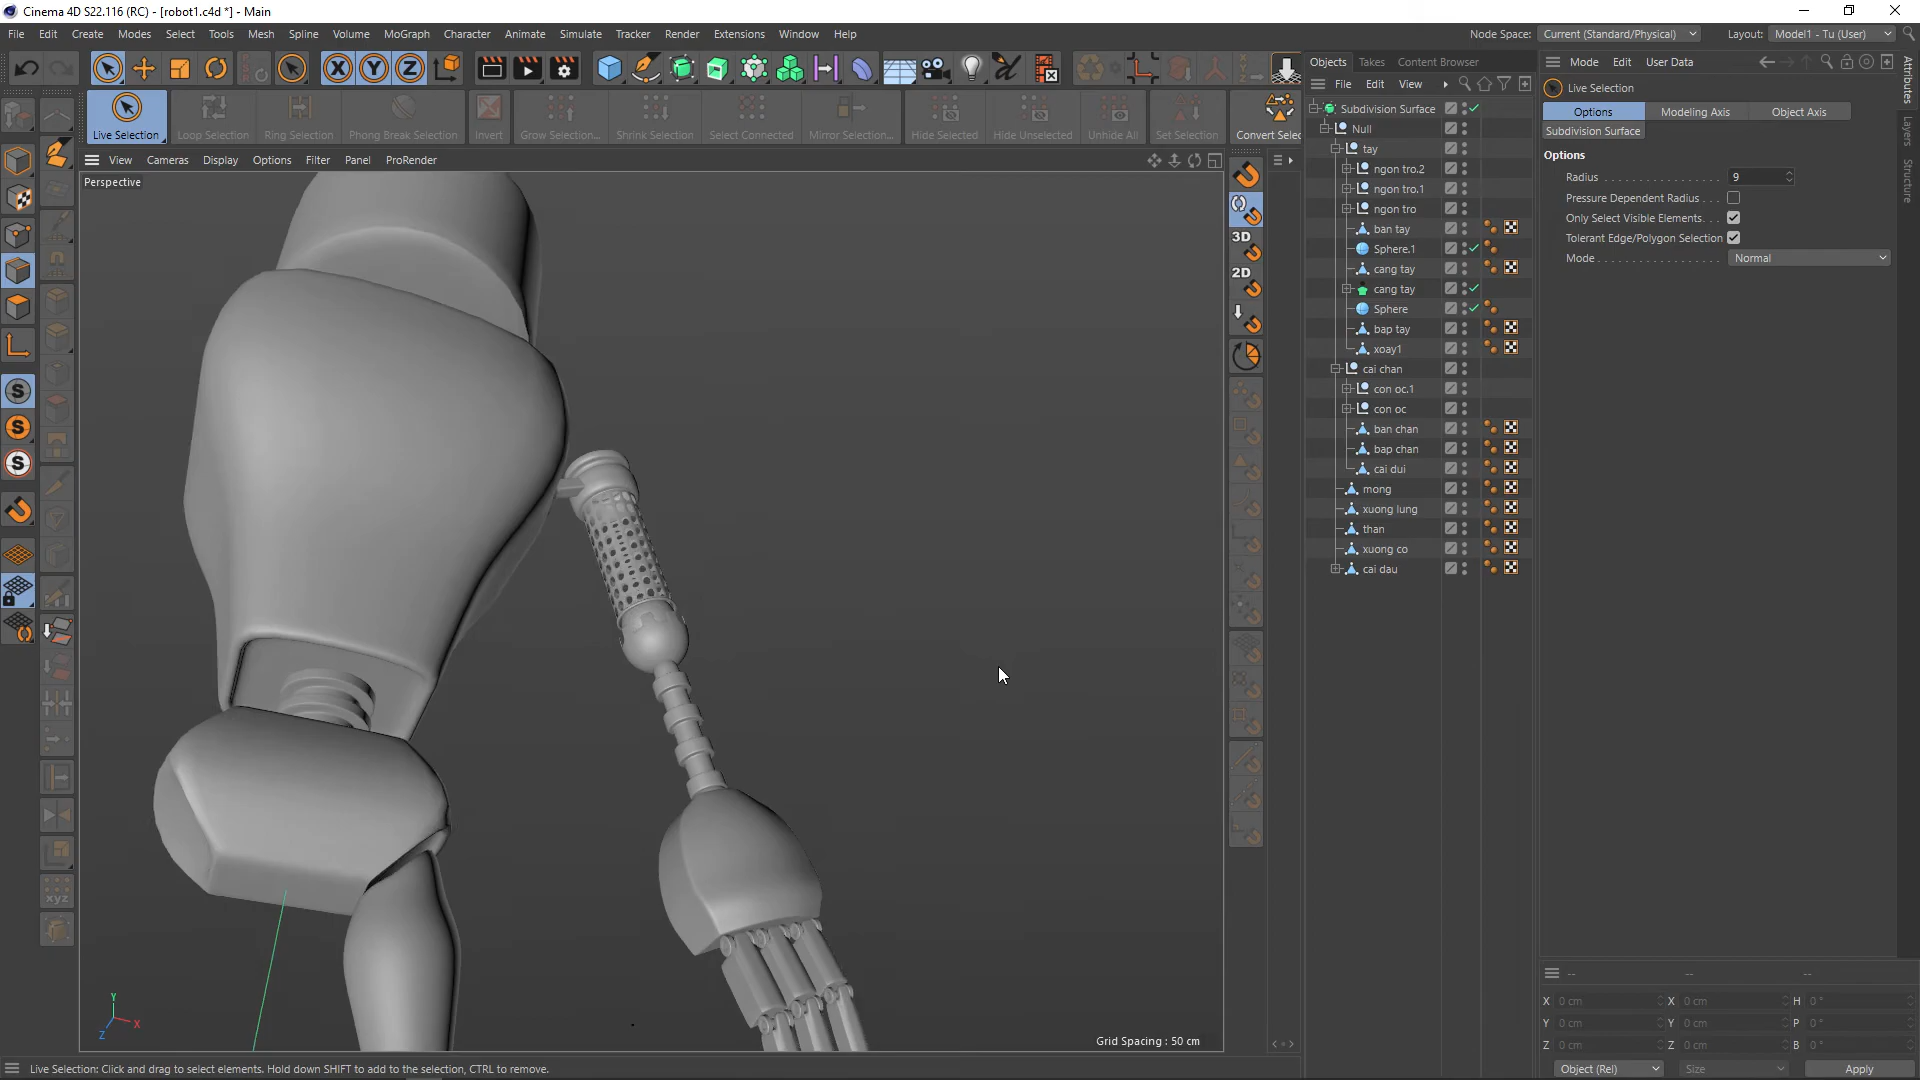 Cinema 4D S22.116 (RC) - [robot1.c4d *] - Main
File Edit Create Modes Select Tools Mesh Spline Volume MoGraph Character Animate Simulate Tracker Render Extensions Window Help
Node Space: Current (Standard/Physical) Layout: Model1 - Tu (User)
X Y Z
Live Selection Loop Selection Ring Selection Phong Break Selection Invert Grow Selection... Shrink Selection Select Connected Mirror Selection... Hide Selected Hide Unselected Unhide All Set Selection Convert Selec
View Cameras Display Options Filter Panel ProRender
Perspective
S
S
S
xyz
3D
2D
Y
X
Z
Grid Spacing : 50 cm
Live Selection: Click and drag to select elements. Hold down SHIFT to add to the selection, CTRL to remove.
Objects Takes Content Browser
File Edit View
Subdivision Surface
Null
tay
ngon tro.2
ngon tro.1
ngon tro
ban tay
Sphere.1
cang tay
cang tay
Sphere
bap tay
xoay1
cai chan
con oc.1
con oc
ban chan
bap chan
cai dui
mong
xuong lung
than
xuong co
cai dau
Mode Edit User Data
Live Selection
Options Modeling Axis Object Axis
Subdivision Surface
Options
Radius 9
Pressure Dependent Radius
Only Select Visible Elements
Tolerant Edge/Polygon Selection
Mode Normal
Attributes
Layers
Structure
-- -- --
X 0 cm X 0 cm H 0 °
Y 0 cm Y 0 cm P 0 °
Z 0 cm Z 0 cm B 0 °
Object (Rel) Size Apply